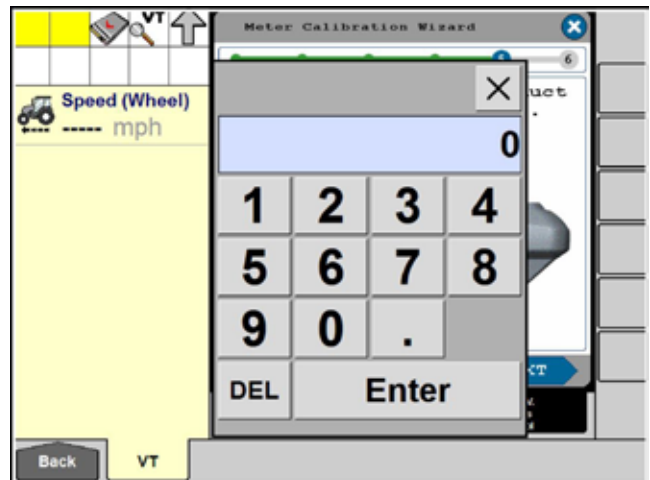 VT
Meter Calibration Wizard
6
Speed (Wheel)
----- mph
uct
.
0
1 2 3 4
5 6 7 8
9 0 .
DEL Enter
XT
Back VT